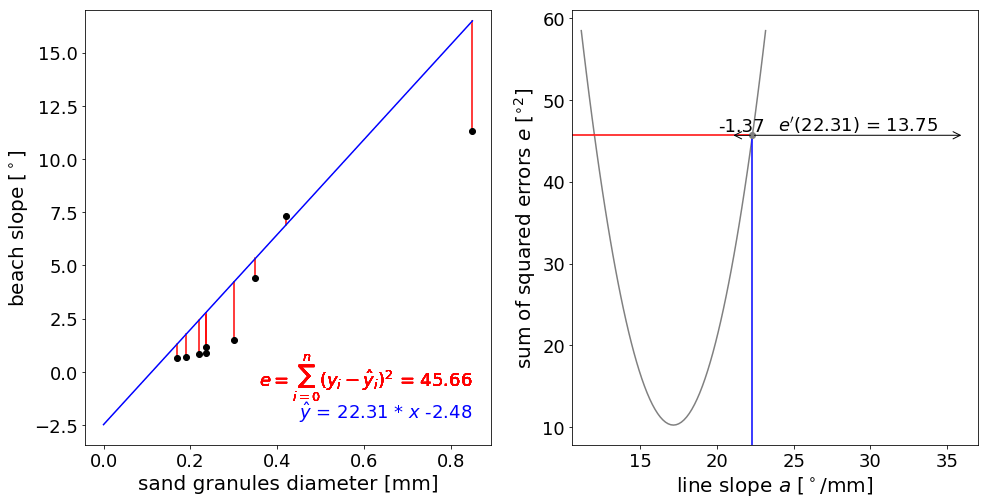 beach slope [°]
15.0
12.5
10.0
7.5
5.0
2.5
0.0
−2.5
0.0 0.2 0.4 0.6 0.8
sand granules diameter [mm]
e = ∑ⁿᵢ₌₀ (yᵢ − ŷᵢ)² = 45.66
ŷ = 22.31 * x -2.48
sum of squared errors e [°²]
60
50
40
30
20
10
15 20 25 30 35
line slope a [°/mm]
-1.37
e′(22.31) = 13.75